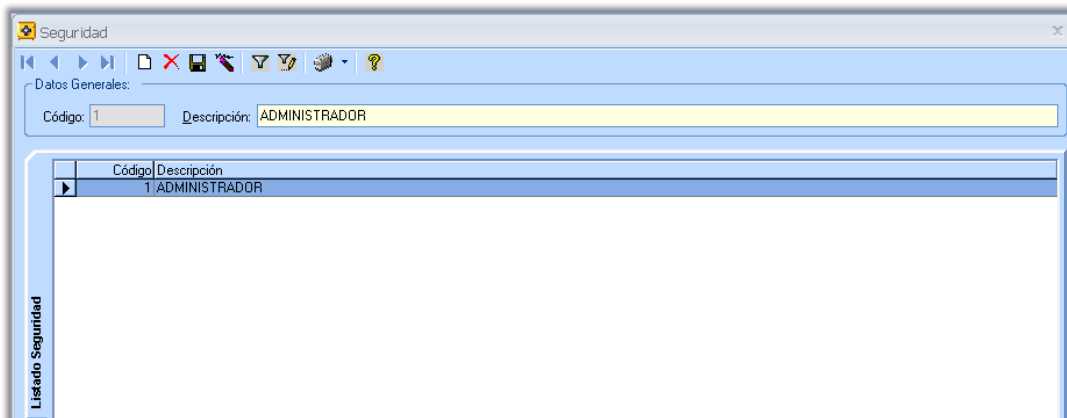 Seguridad
Datos Generales:
Código: 1 Descripción: ADMINISTRADOR
Código Descripción
1 ADMINISTRADOR
Listado Seguridad